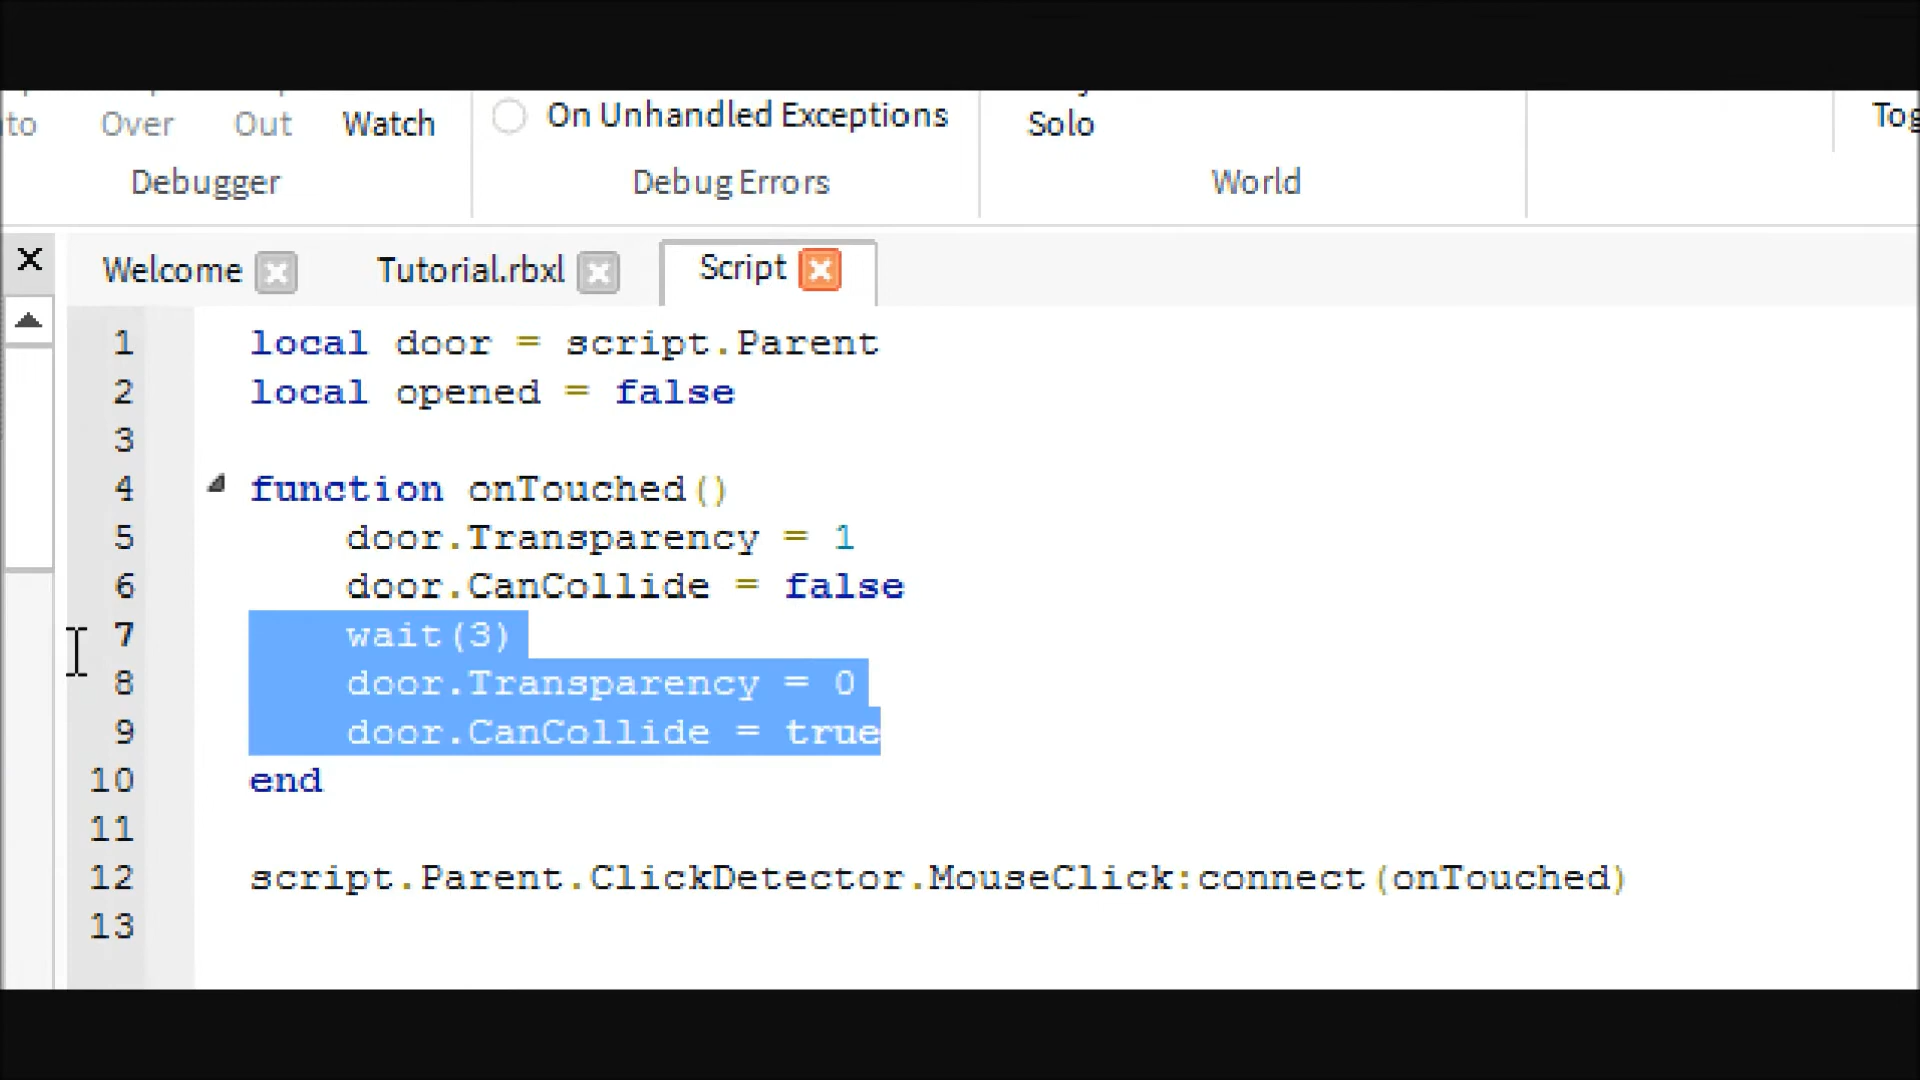 to Over Out Watch On Unhandled Exceptions Solo
Debugger Debug Errors World
Welcome Tutorial.rbxl Script
1 local door = script.Parent
2 local opened = false
3
4 function onTouched()
5 door.Transparency = 1
6 door.CanCollide = false
7 wait(3)
8 door.Transparency = 0
9 door.CanCollide = true
10 end
11
12 script.Parent.ClickDetector.MouseClick:connect(onTouched)
13